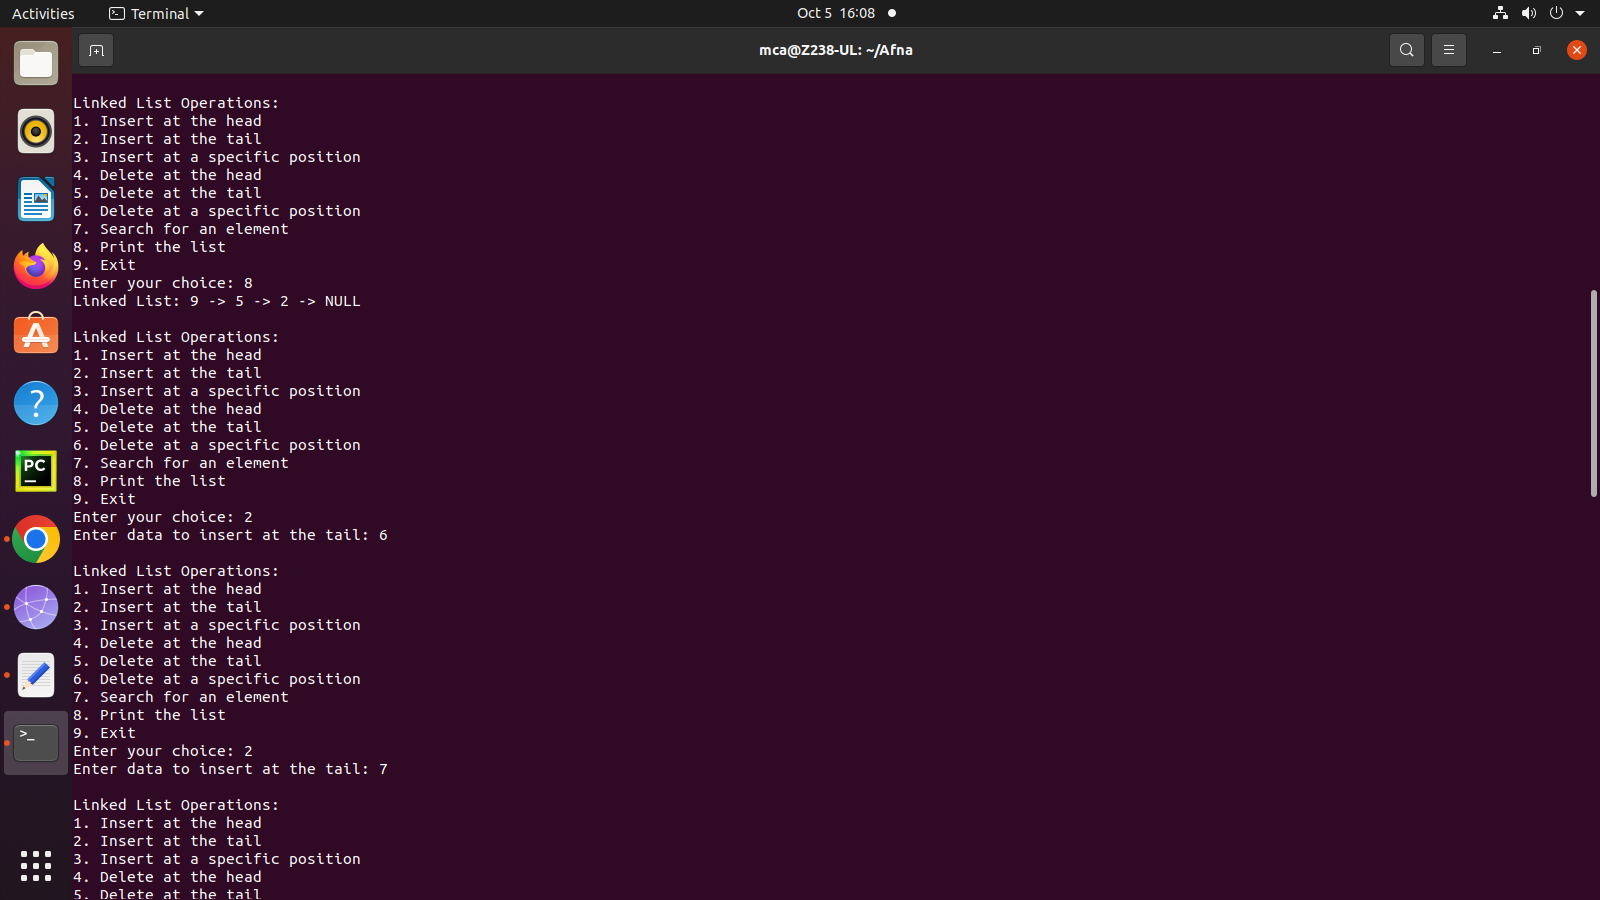 Activities Terminal Oct 5 16:08
mca@Z238-UL: ~/Afna
Linked List Operations:
1. Insert at the head
2. Insert at the tail
3. Insert at a specific position
4. Delete at the head
5. Delete at the tail
6. Delete at a specific position
7. Search for an element
8. Print the list
9. Exit
Enter your choice: 8
Linked List: 9 -> 5 -> 2 -> NULL
Linked List Operations:
1. Insert at the head
2. Insert at the tail
3. Insert at a specific position
4. Delete at the head
5. Delete at the tail
6. Delete at a specific position
7. Search for an element
8. Print the list
9. Exit
Enter your choice: 2
Enter data to insert at the tail: 6
Linked List Operations:
1. Insert at the head
2. Insert at the tail
3. Insert at a specific position
4. Delete at the head
5. Delete at the tail
6. Delete at a specific position
7. Search for an element
8. Print the list
9. Exit
Enter your choice: 2
Enter data to insert at the tail: 7
Linked List Operations:
1. Insert at the head
2. Insert at the tail
3. Insert at a specific position
4. Delete at the head
5. Delete at the tail
PC